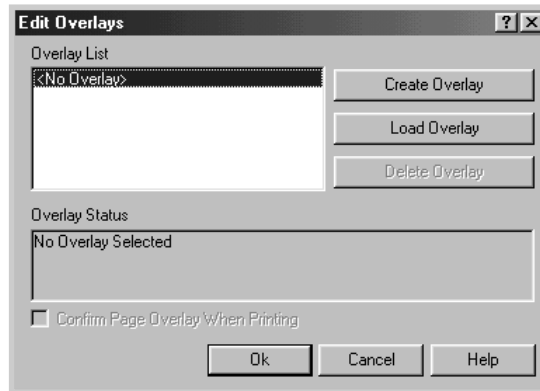 Edit Overlays
Overlay List
<No Overlay>
Create Overlay
Load Overlay
Delete Overlay
Overlay Status
No Overlay Selected
Confirm Page Overlay When Printing
Ok
Cancel
Help